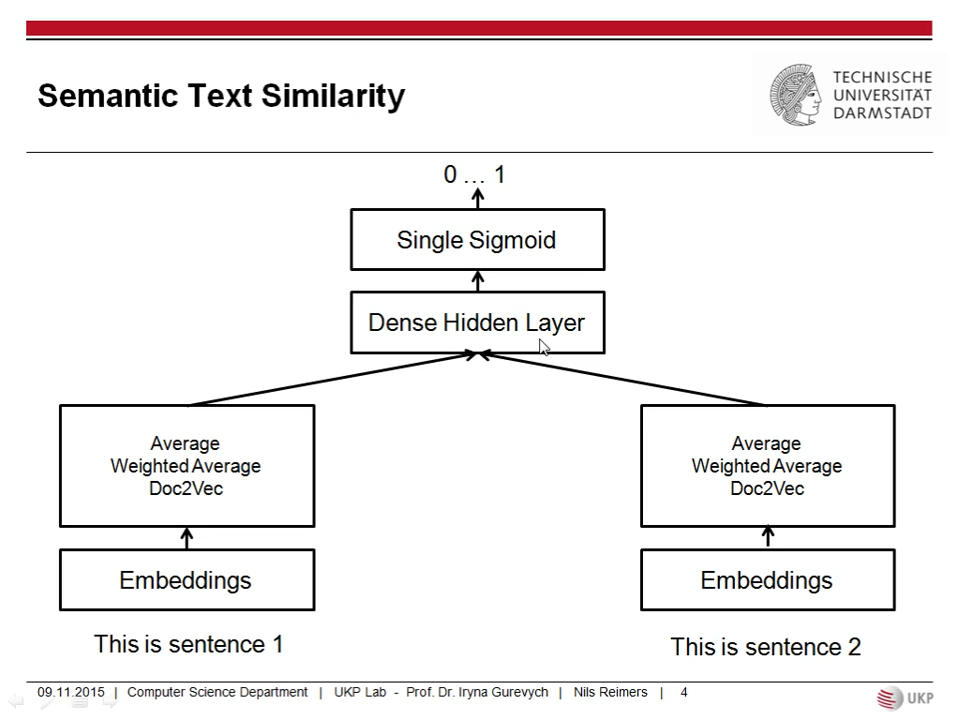 Semantic Text Similarity
TECHNISCHE
UNIVERSITÄT
DARMSTADT
0 … 1
Single Sigmoid
Dense Hidden Layer
Average
Weighted Average
Doc2Vec
Average
Weighted Average
Doc2Vec
Embeddings
Embeddings
This is sentence 1
This is sentence 2
09.11.2015 | Computer Science Department | UKP Lab - Prof. Dr. Iryna Gurevych | Nils Reimers | 4
UKP